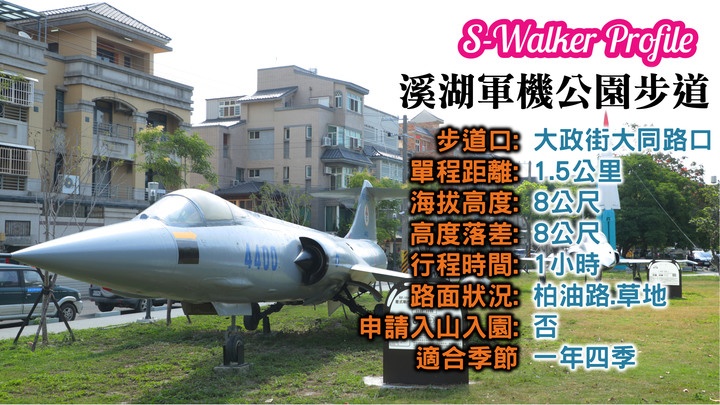 S-Walker Profile
溪湖軍機公園步道
步道口: 大政街大同路口
單程距離: 1.5公里
海拔高度: 8公尺
高度落差: 8公尺
行程時間: 1小時
路面狀況: 柏油路.草地
申請入山入園: 否
適合季節 一年四季
4400